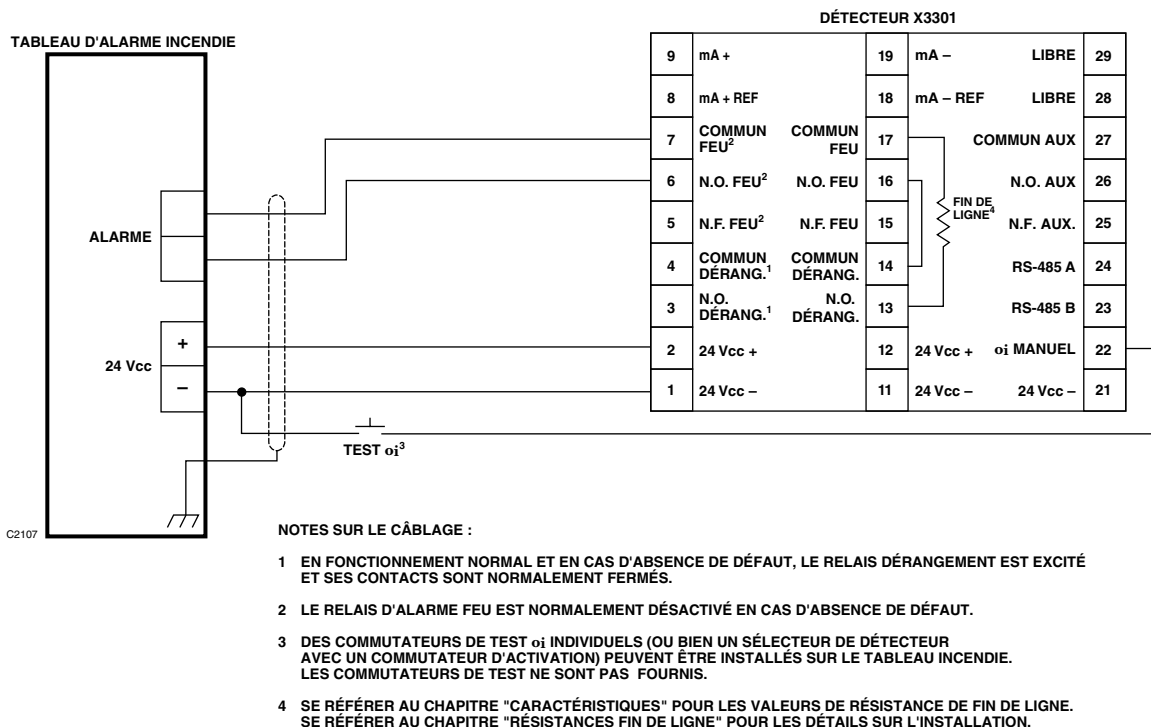 DÉTECTEUR X3301
TABLEAU D'ALARME INCENDIE
9 mA +
19 mA – LIBRE 29
8 mA + REF
18 mA – REF LIBRE 28
7 COMMUN FEU2
COMMUN FEU 17
COMMUN AUX 27
6 N.O. FEU2
N.O. FEU 16
N.O. AUX 26
FIN DE
LIGNE4
5 N.F. FEU2
N.F. FEU 15
N.F. AUX. 25
4 COMMUN DÉRANG.1
COMMUN DÉRANG. 14
RS-485 A 24
3 N.O. DÉRANG.1
N.O. DÉRANG. 13
RS-485 B 23
2 24 Vcc +
12 24 Vcc + oi MANUEL 22
1 24 Vcc –
11 24 Vcc – 24 Vcc – 21
ALARME
+
24 Vcc
–
TEST oi3
C2107
NOTES SUR LE CÂBLAGE :
1 EN FONCTIONNEMENT NORMAL ET EN CAS D'ABSENCE DE DÉFAUT, LE RELAIS DÉRANGEMENT EST EXCITÉ
ET SES CONTACTS SONT NORMALEMENT FERMÉS.
2 LE RELAIS D'ALARME FEU EST NORMALEMENT DÉSACTIVÉ EN CAS D'ABSENCE DE DÉFAUT.
3 DES COMMUTATEURS DE TEST oi INDIVIDUELS (OU BIEN UN SÉLECTEUR DE DÉTECTEUR
AVEC UN COMMUTATEUR D'ACTIVATION) PEUVENT ÊTRE INSTALLÉS SUR LE TABLEAU INCENDIE.
LES COMMUTATEURS DE TEST NE SONT PAS FOURNIS.
4 SE RÉFÉRER AU CHAPITRE "CARACTÉRISTIQUES" POUR LES VALEURS DE RÉSISTANCE DE FIN DE LIGNE.
SE RÉFÉRER AU CHAPITRE "RÉSISTANCES FIN DE LIGNE" POUR LES DÉTAILS SUR L'INSTALLATION.